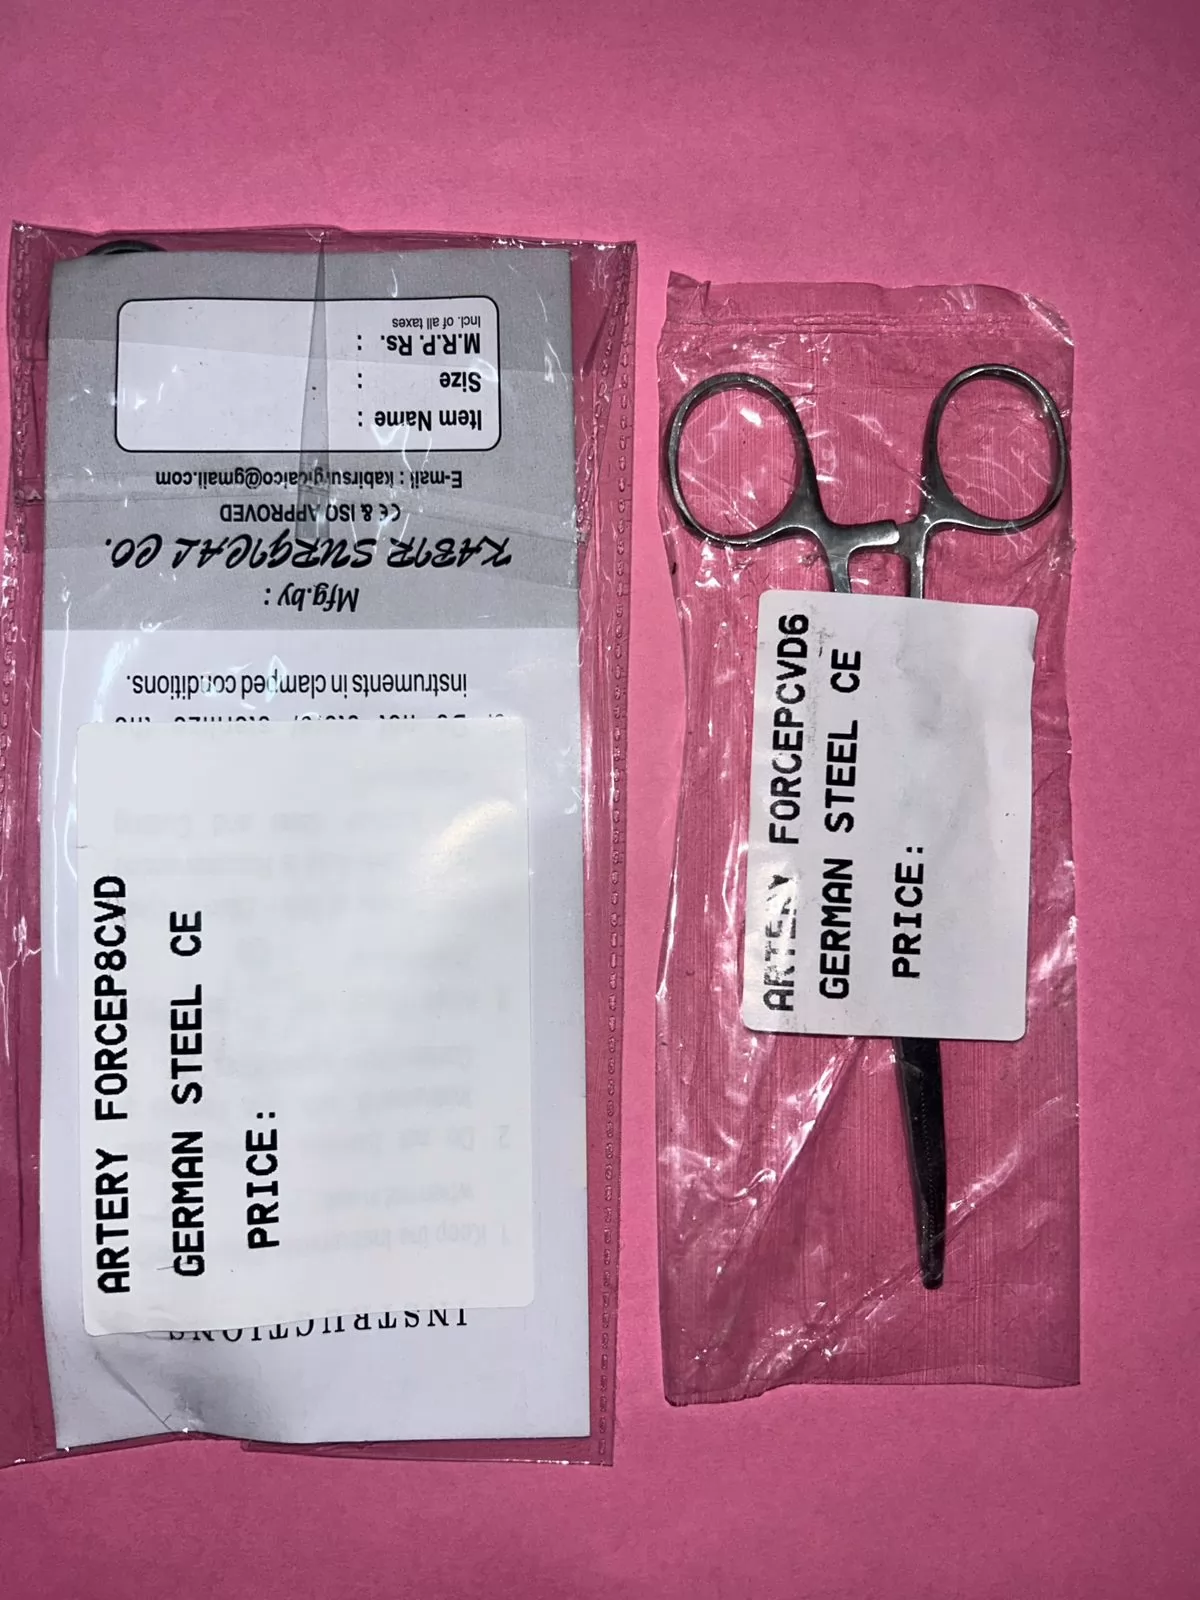 Incl. of all taxes
M.R.P. Rs. :
Size :
Item Name :
E-mail : kabirsurgicalco@gmail.com
CE & ISO APPROVED
KABIR SURGICAL CO.
Mfg.by :
instruments in clamped conditions.
INSTRUCTIONS
ARTERY FORCEP8CVD
GERMAN STEEL CE
PRICE:
ARTERY FORCEPCVD6
GERMAN STEEL CE
PRICE: